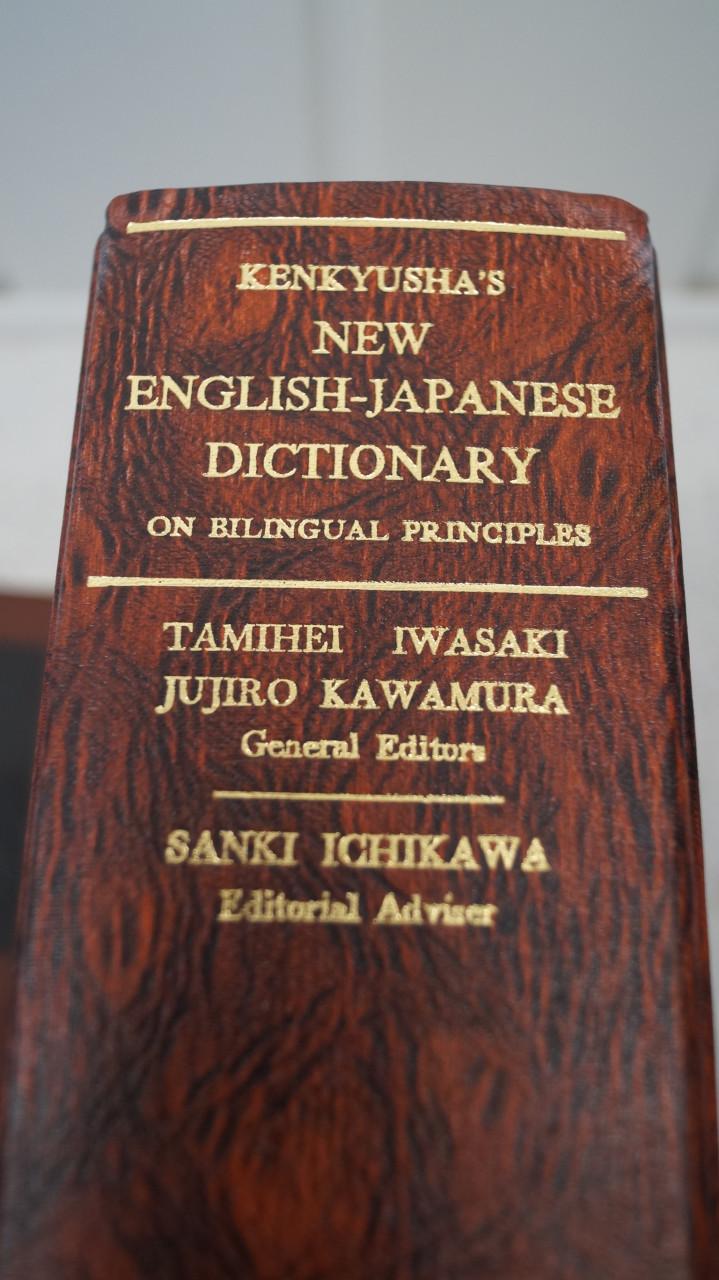 KENKYUSHA'S
NEW
ENGLISH-JAPANESE
DICTIONARY
ON BILINGUAL PRINCIPLES
TAMIHEI IWASAKI
JUJIRO KAWAMURA
General Editors
SANKI ICHIKAWA
Editorial Adviser